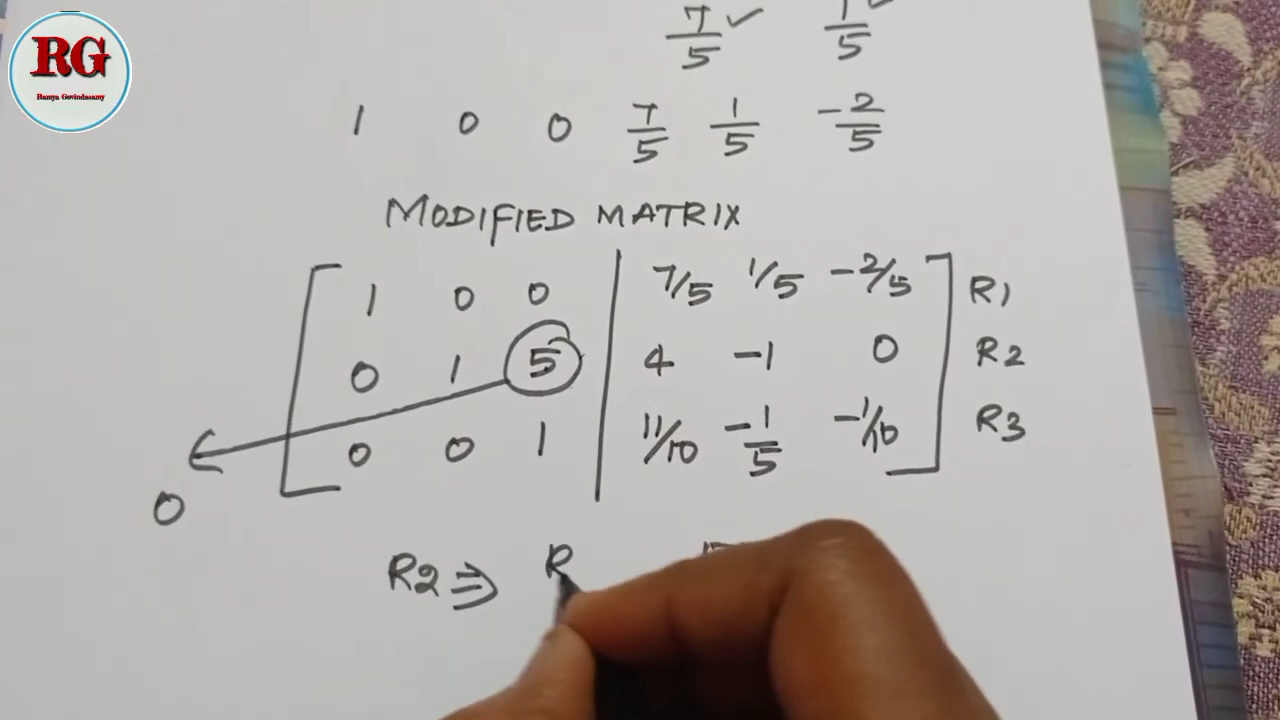 RG
Ramya Govindasamy
7/5 ✓ 1/5 ✓
1 0 0 7/5 1/5 -2/5
MODIFIED MATRIX
1 0 0 | 7/5 1/5 -2/5 R1
0 1 5 | 4 -1 0 R2
0 0 1 | 11/10 -1/5 -1/10 R3
0
R2 ⇒ R